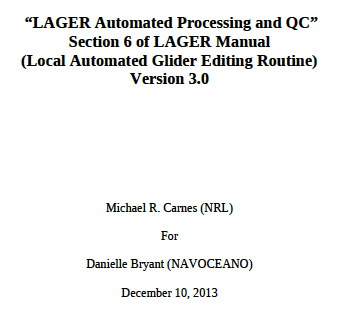 “LAGER Automated Processing and QC”
Section 6 of LAGER Manual
(Local Automated Glider Editing Routine)
Version 3.0
Michael R. Carnes (NRL)
For
Danielle Bryant (NAVOCEANO)
December 10, 2013